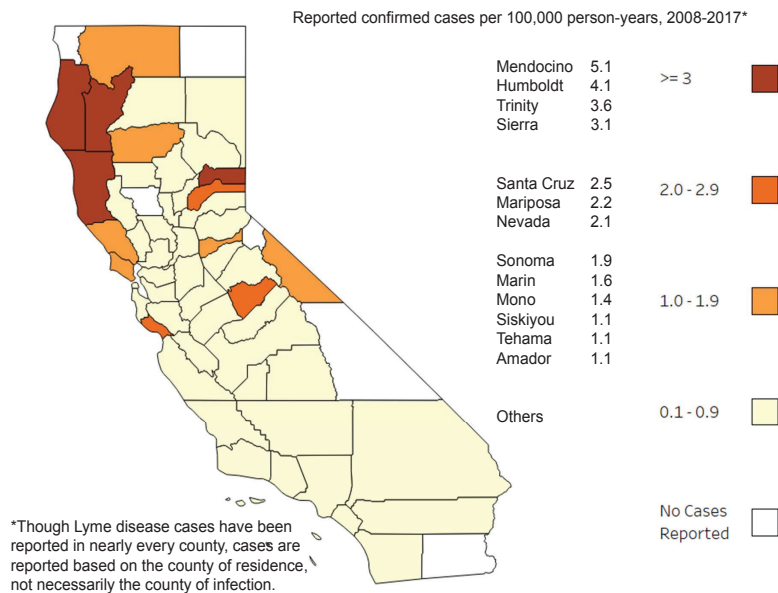 Reported confirmed cases per 100,000 person-years, 2008-2017*
Mendocino 5.1
Humboldt 4.1
Trinity 3.6
Sierra 3.1
>= 3
Santa Cruz 2.5
Mariposa 2.2
Nevada 2.1
2.0 - 2.9
Sonoma 1.9
Marin 1.6
Mono 1.4
Siskiyou 1.1
Tehama 1.1
Amador 1.1
1.0 - 1.9
Others
0.1 - 0.9
No Cases
Reported
*Though Lyme disease cases have been
reported in nearly every county, cases are
reported based on the county of residence,
not necessarily the county of infection.